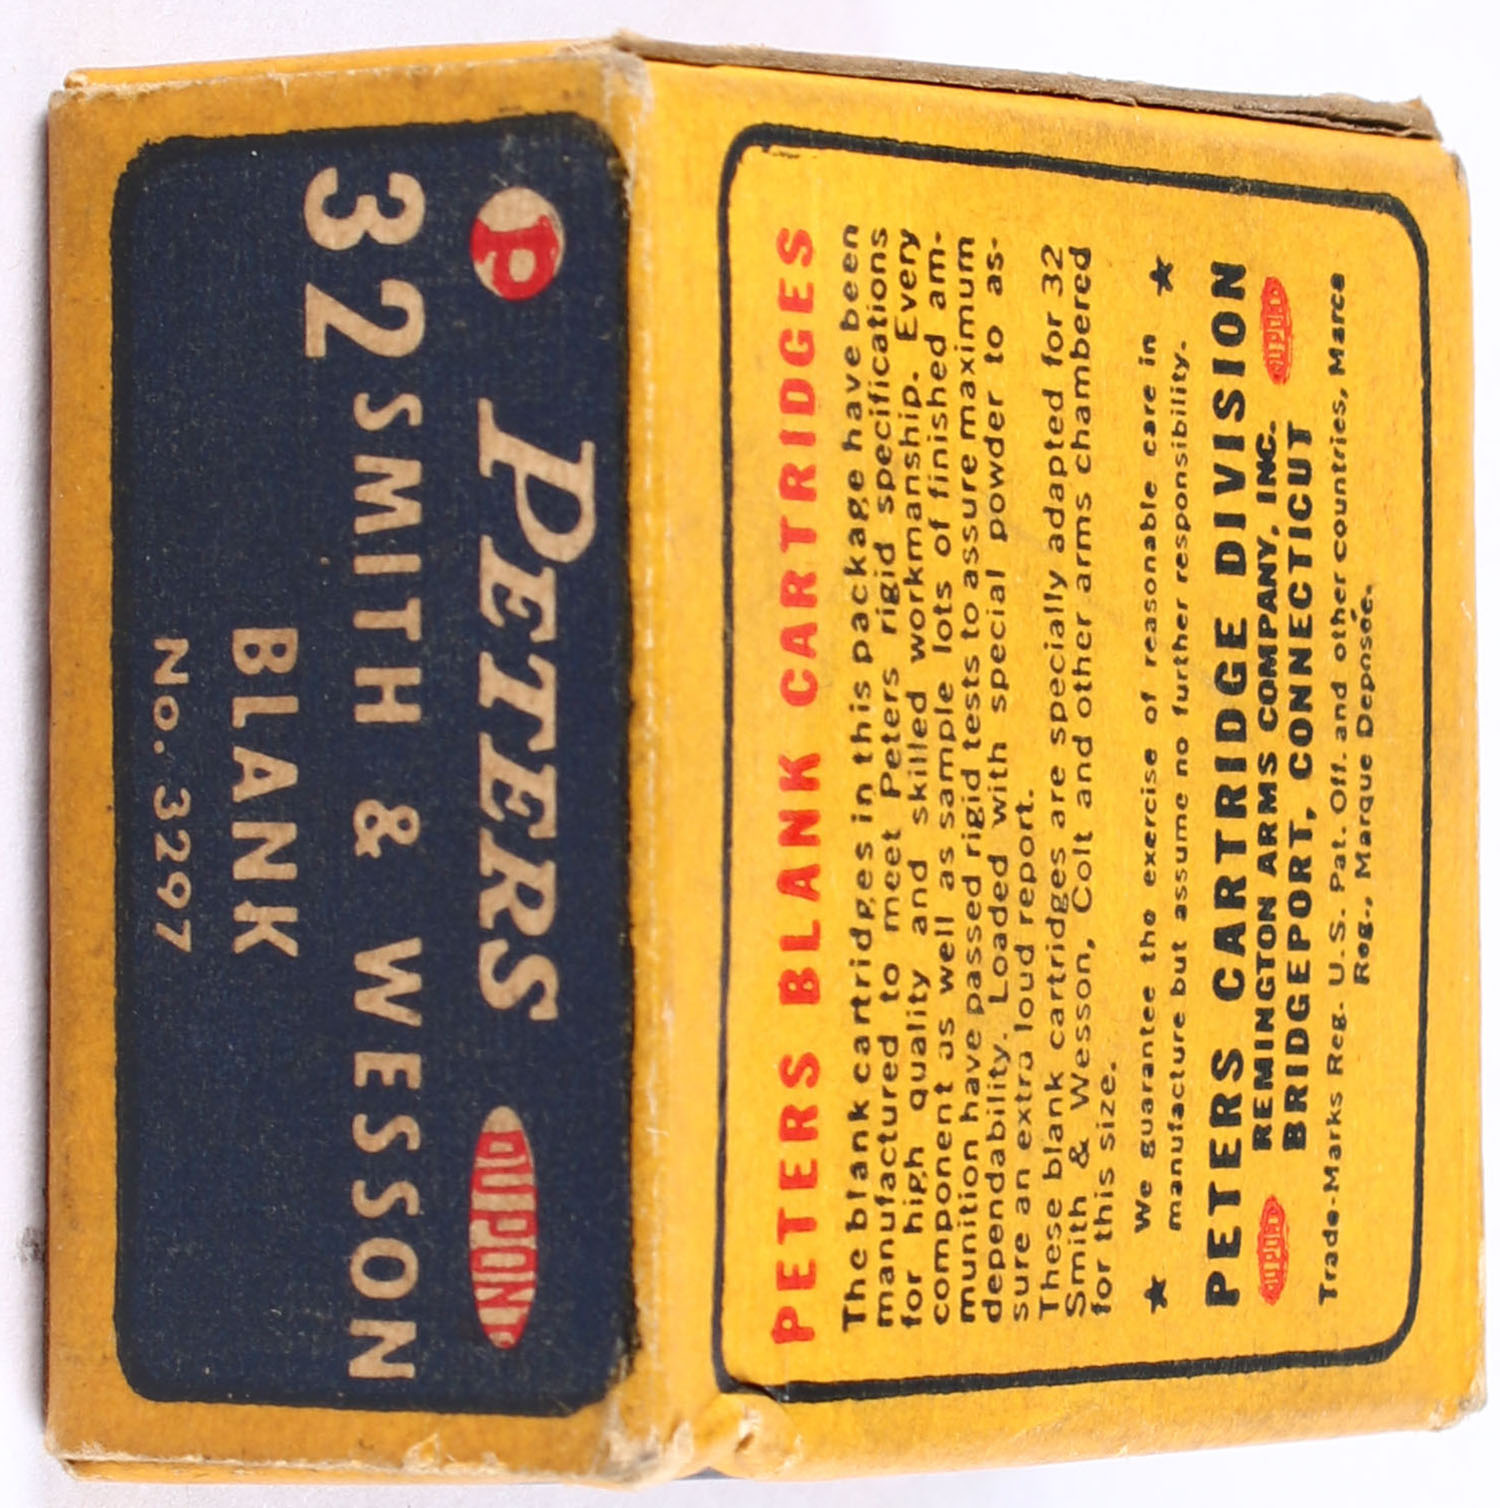 P PETERS DUPONT
32 SMITH & WESSON
BLANK
No. 3297
PETERS BLANK CARTRIDGES
The blank cartridges in this package have been
manufactured to meet Peters rigid specifications
for high quality and skilled workmanship. Every
component as well as sample lots of finished am-
munition have passed rigid tests to assure maximum
dependability. Loaded with special powder to as-
sure an extra loud report.
These blank cartridges are specially adapted for 32
Smith & Wesson, Colt and other arms chambered
for this size.
★ We guarantee the exercise of reasonable care in ★
manufacture but assume no further responsibility.
PETERS CARTRIDGE DIVISION
DUPONT REMINGTON ARMS COMPANY, INC. DUPONT
BRIDGEPORT, CONNECTICUT
Trade-Marks Reg. U.S. Pat. Off. and other countries, Marca
Reg., Marque Deposée.